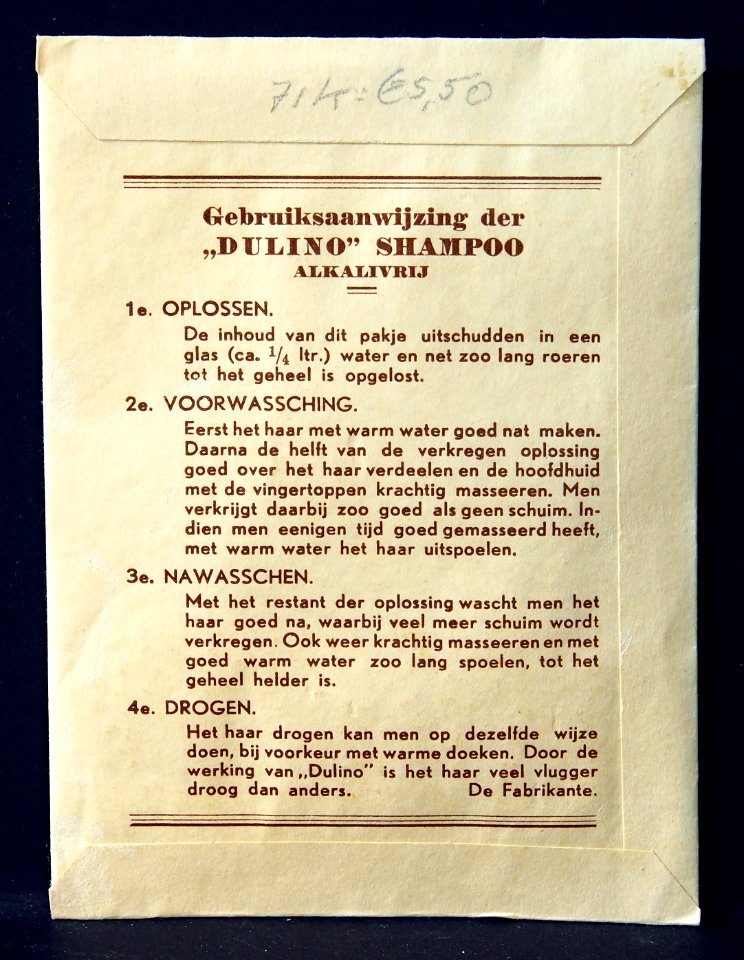 71k= €5,50
Gebruiksaanwijzing der
„DULINO” SHAMPOO
ALKALIVRIJ
1e. OPLOSSEN.
De inhoud van dit pakje uitschudden in een
glas (ca. 1/4 ltr.) water en net zoo lang roeren
tot het geheel is opgelost.
2e. VOORWASSCHING.
Eerst het haar met warm water goed nat maken.
Daarna de helft van de verkregen oplossing
goed over het haar verdeelen en de hoofdhuid
met de vingertoppen krachtig masseeren. Men
verkrijgt daarbij zoo goed als geen schuim. In-
dien men eenigen tijd goed gemasseerd heeft,
met warm water het haar uitspoelen.
3e. NAWASSCHEN.
Met het restant der oplossing wascht men het
haar goed na, waarbij veel meer schuim wordt
verkregen. Ook weer krachtig masseeren en met
goed warm water zoo lang spoelen, tot het
geheel helder is.
4e. DROGEN.
Het haar drogen kan men op dezelfde wijze
doen, bij voorkeur met warme doeken. Door de
werking van „Dulino” is het haar veel vlugger
droog dan anders. De Fabrikante.